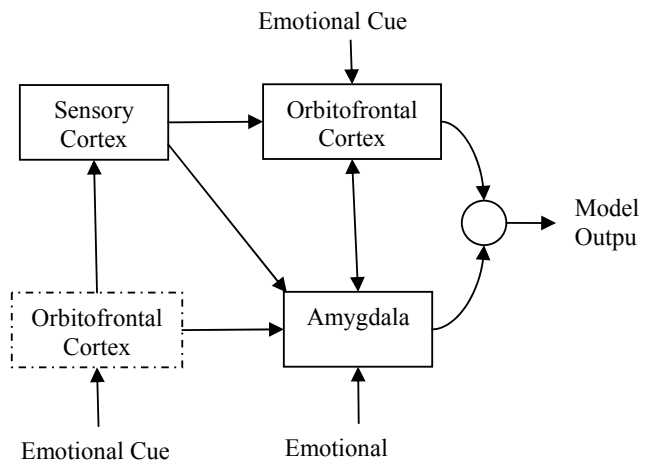 Emotional Cue
Sensory
Cortex
Orbitofrontal
Cortex
Model
Outpu
Orbitofrontal
Cortex
Amygdala
Emotional Cue
Emotional